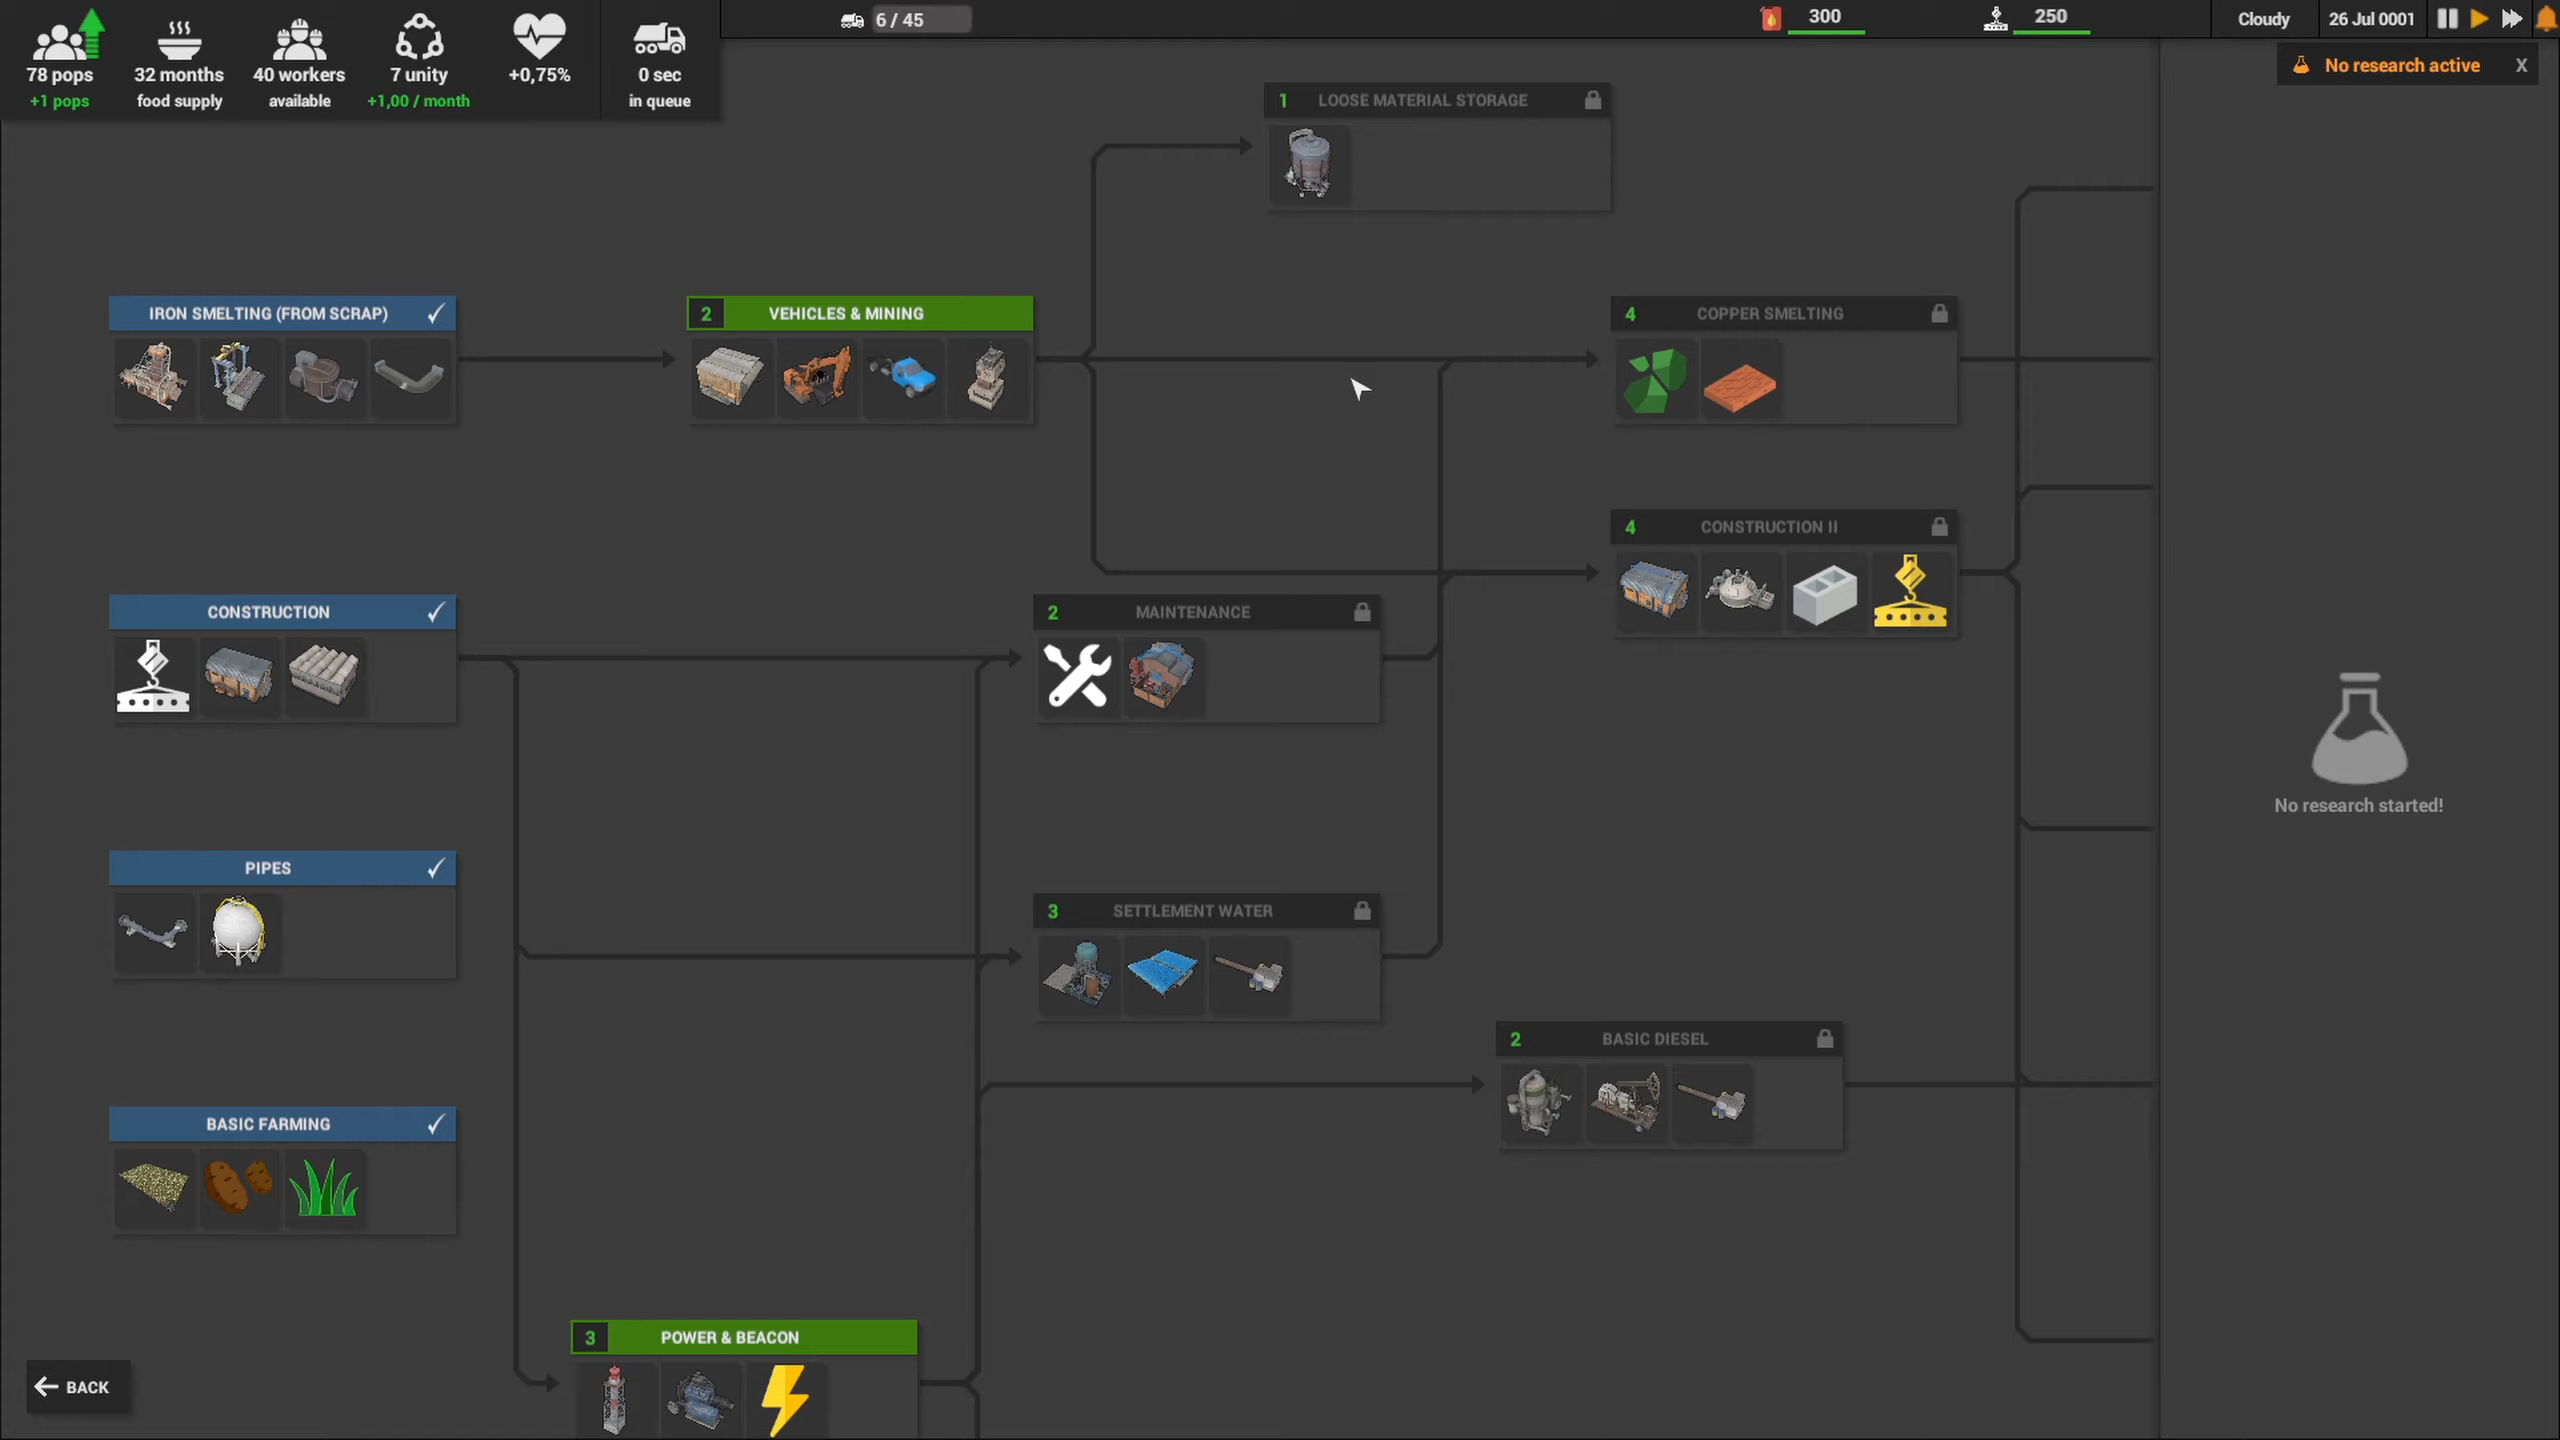 78 pops
+1 pops
32 months
food supply
40 workers
available
7 unity
+1,00 / month
+0,75%
0 sec
in queue
6 / 45
300
250
Cloudy
26 Jul 0001
No research active
X
1 LOOSE MATERIAL STORAGE
IRON SMELTING (FROM SCRAP)
2 VEHICLES & MINING
4 COPPER SMELTING
4 CONSTRUCTION II
CONSTRUCTION
2 MAINTENANCE
No research started!
PIPES
3 SETTLEMENT WATER
2 BASIC DIESEL
BASIC FARMING
3 POWER & BEACON
BACK